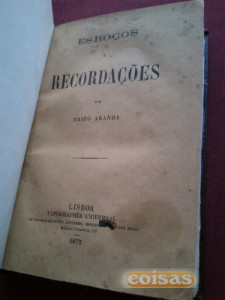 ESBOÇOS
E
RECORDAÇÕES
POR
BRITO ARANHA
LISBOA
TYPOGRAPHIA UNIVERSAL
1875
coisas